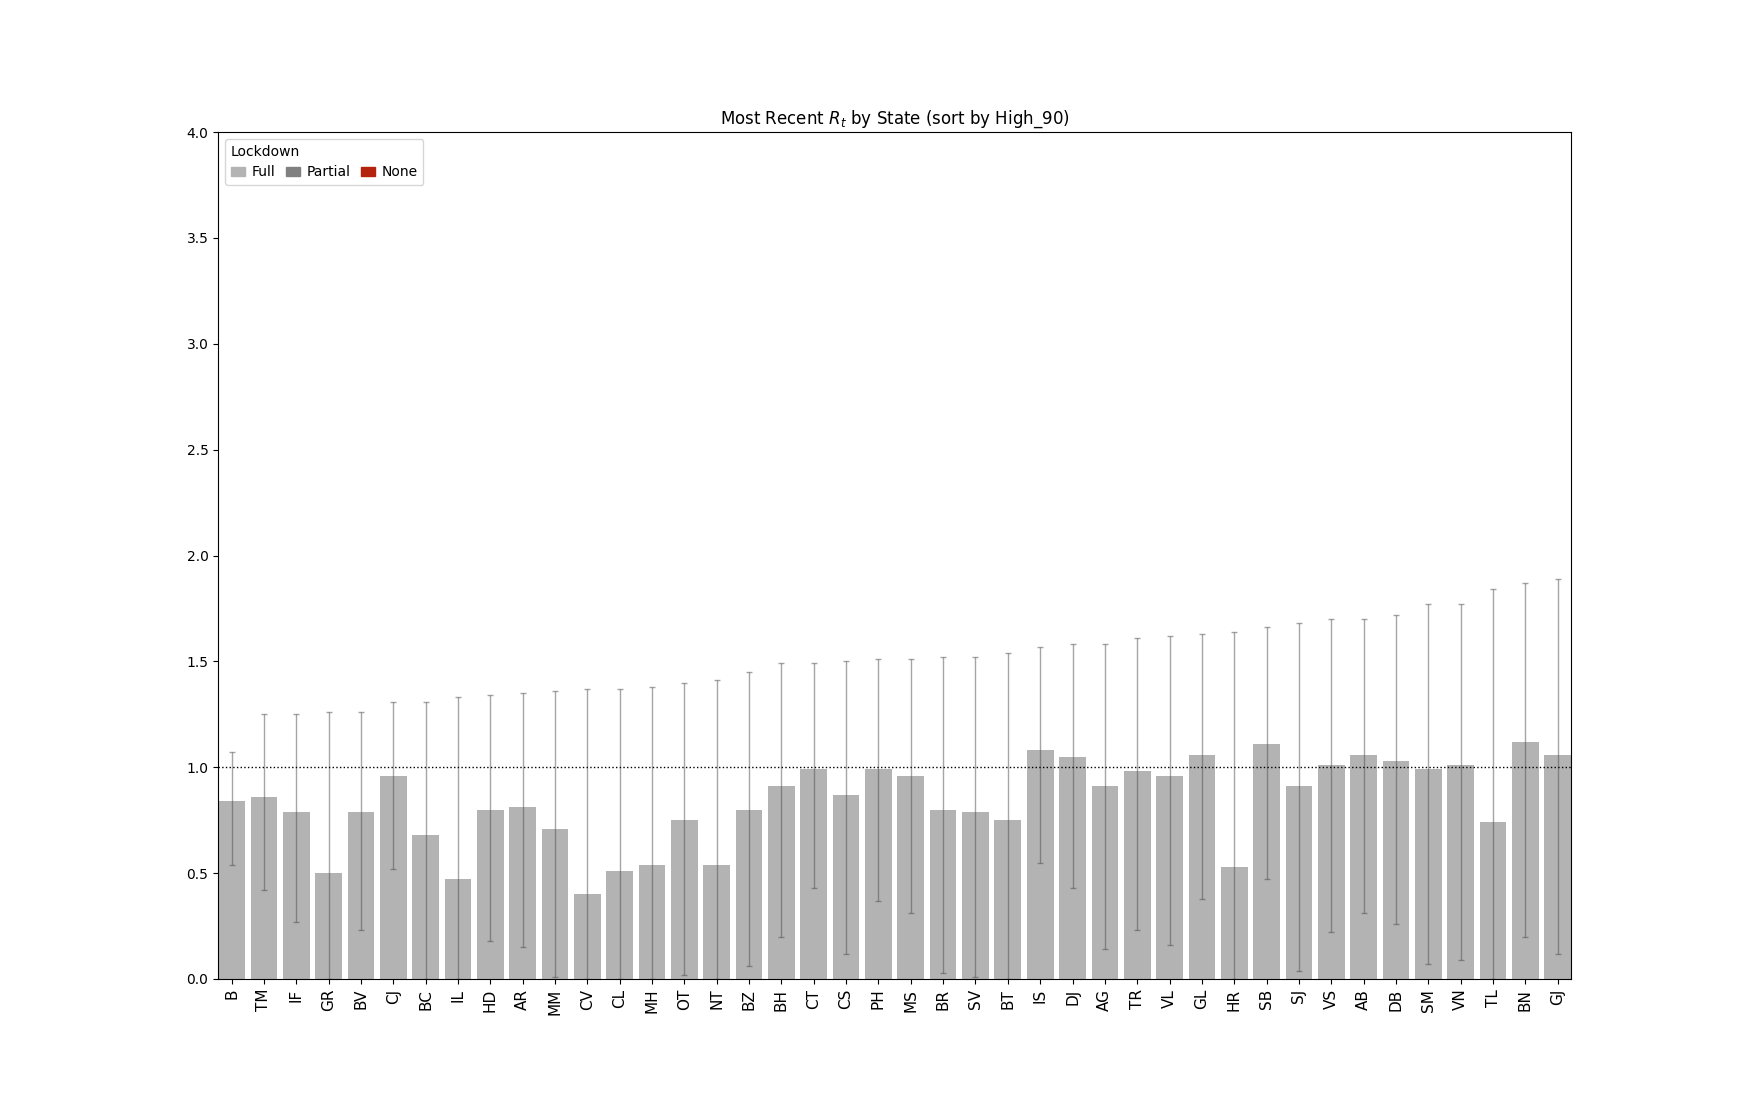 Most Recent Rt by State (sort by High_90)
Lockdown
Full Partial None
4.0
3.5
3.0
2.5
2.0
1.5
1.0
0.5
0.0
B TM IF GR BV CJ BC IL HD AR MM CV CL MH OT NT BZ BH CT CS PH MS BR SV BT IS DJ AG TR VL GL HR SB SJ VS AB DB SM VN TL BN GJ